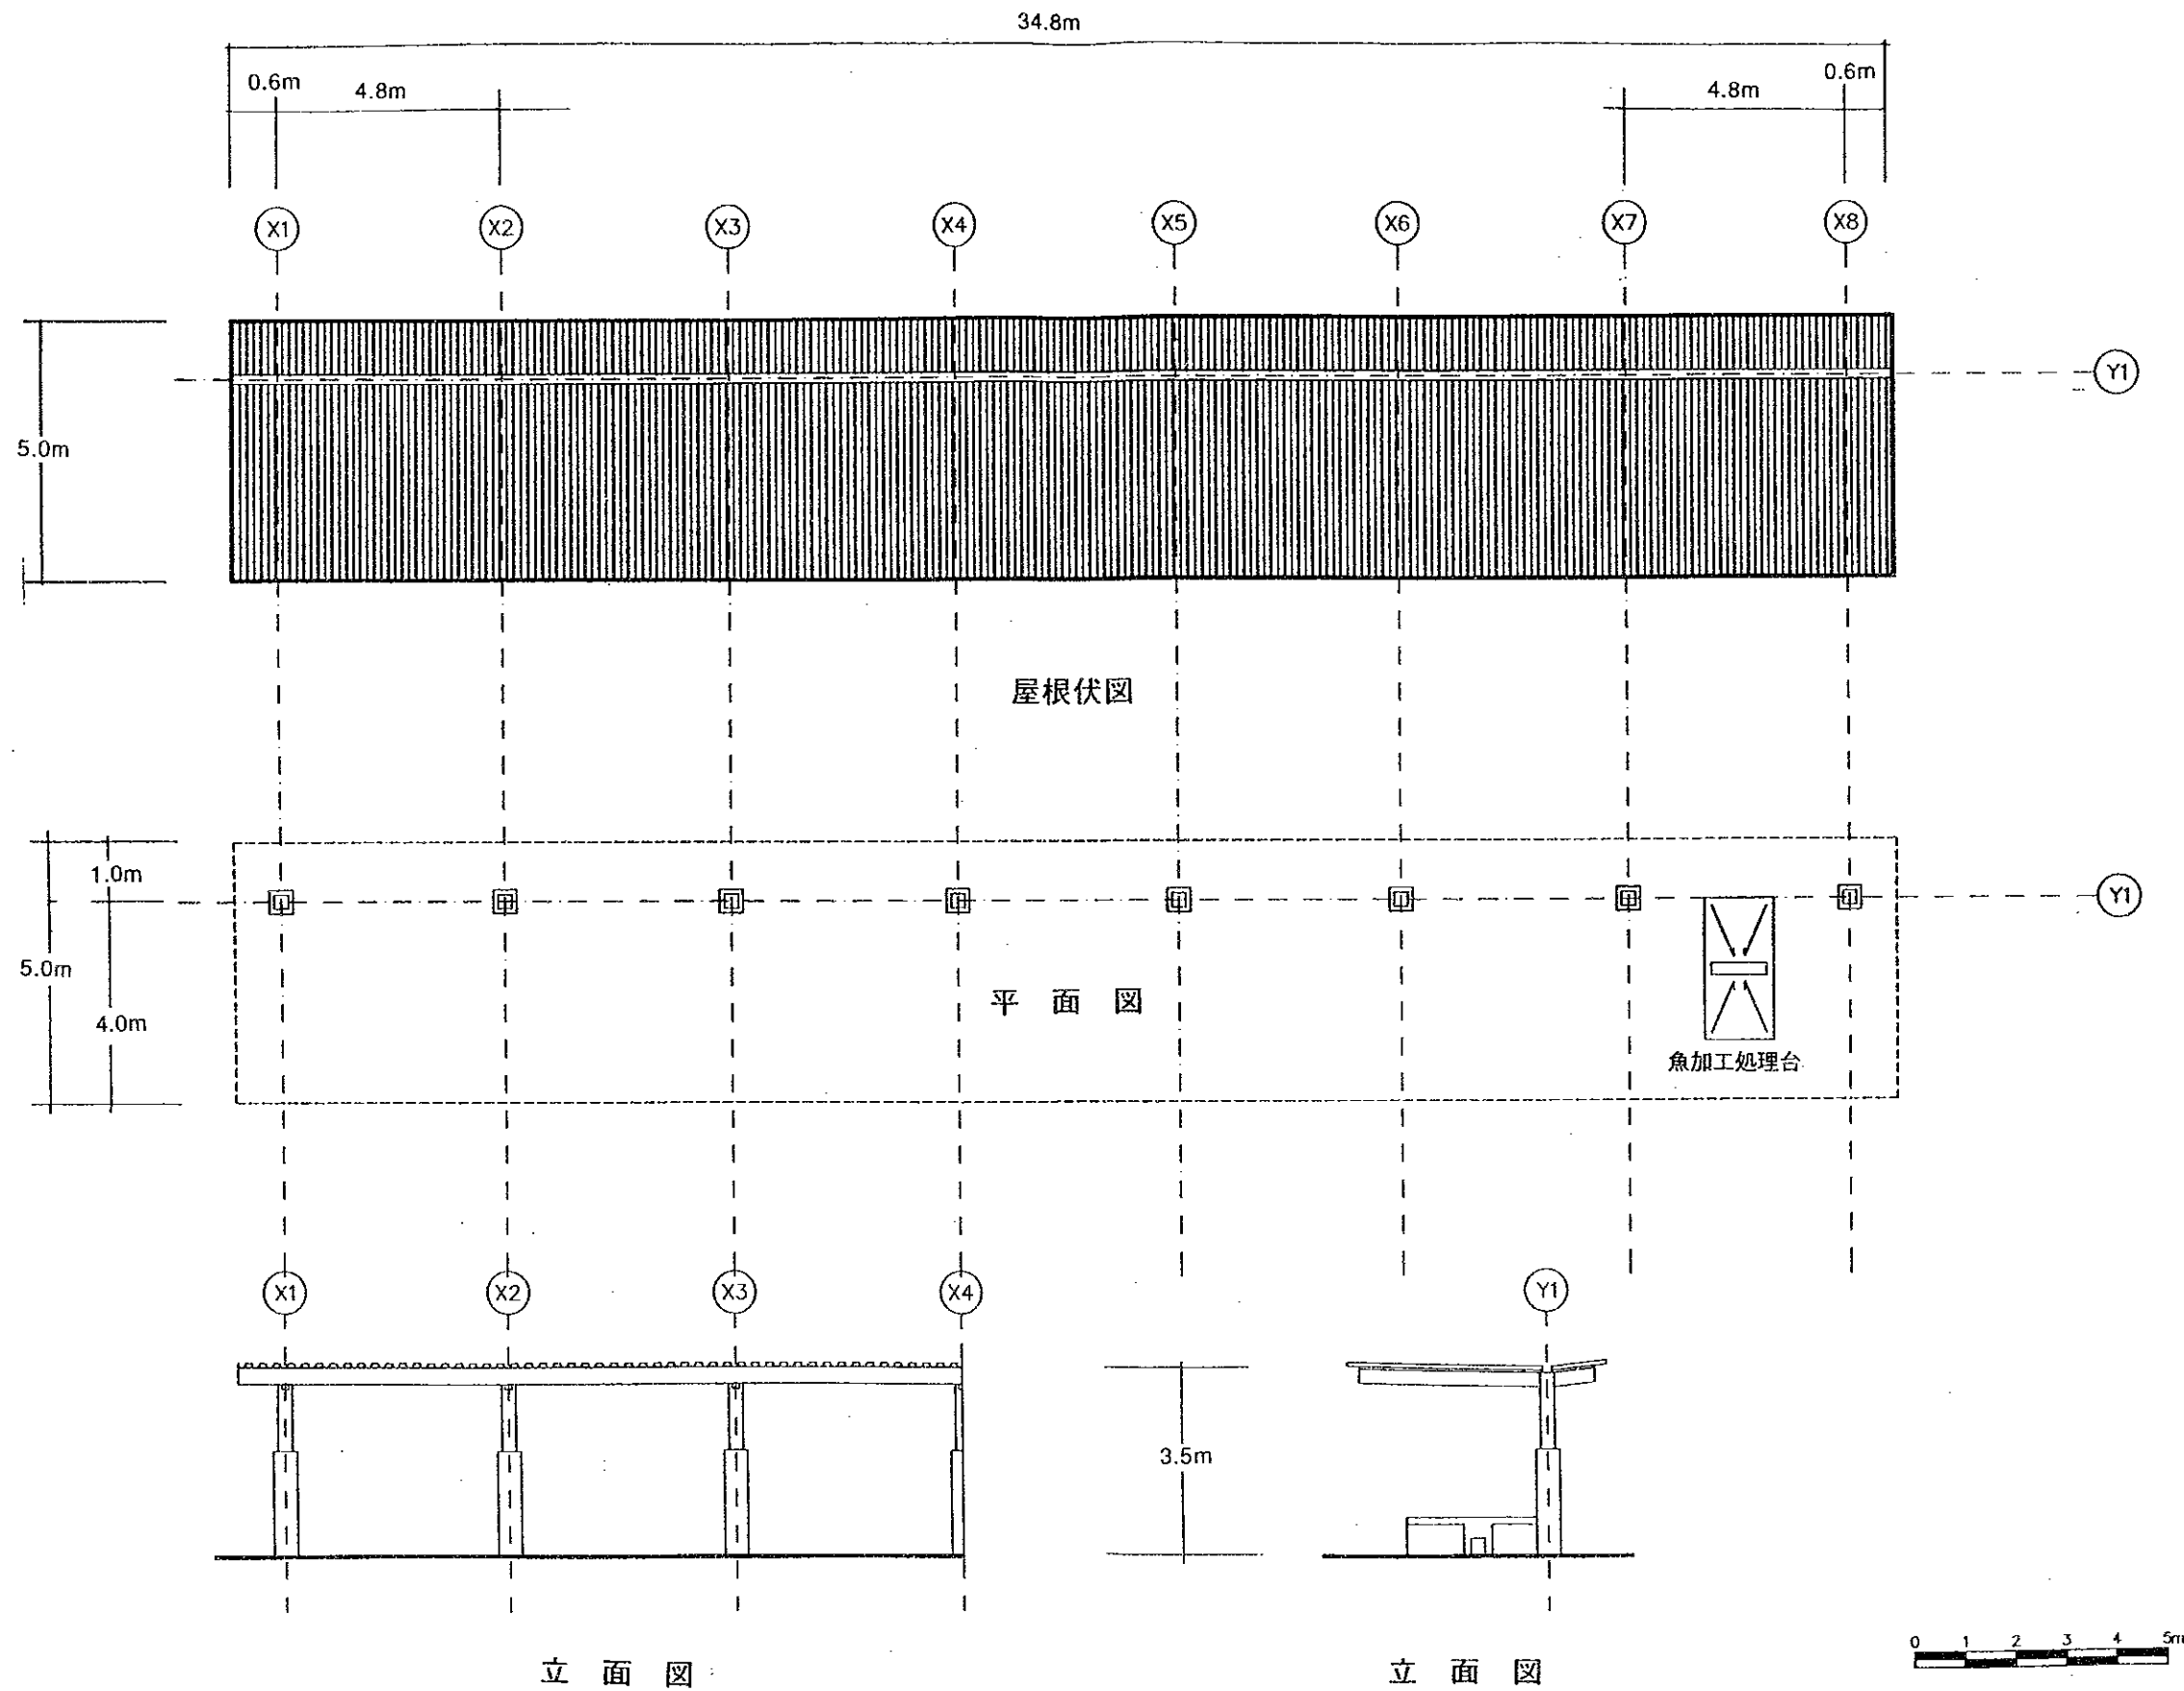 34.8m
0.6m
4.8m
4.8m
0.6m
X1
X2
X3
X4
X5
X6
X7
X8
Y1
5.0m
屋根伏図
1.0m
Y1
5.0m
4.0m
平 面 図
魚加工処理台
X1
X2
X3
X4
Y1
3.5m
立 面 図
立 面 図
0 1 2 3 4 5m